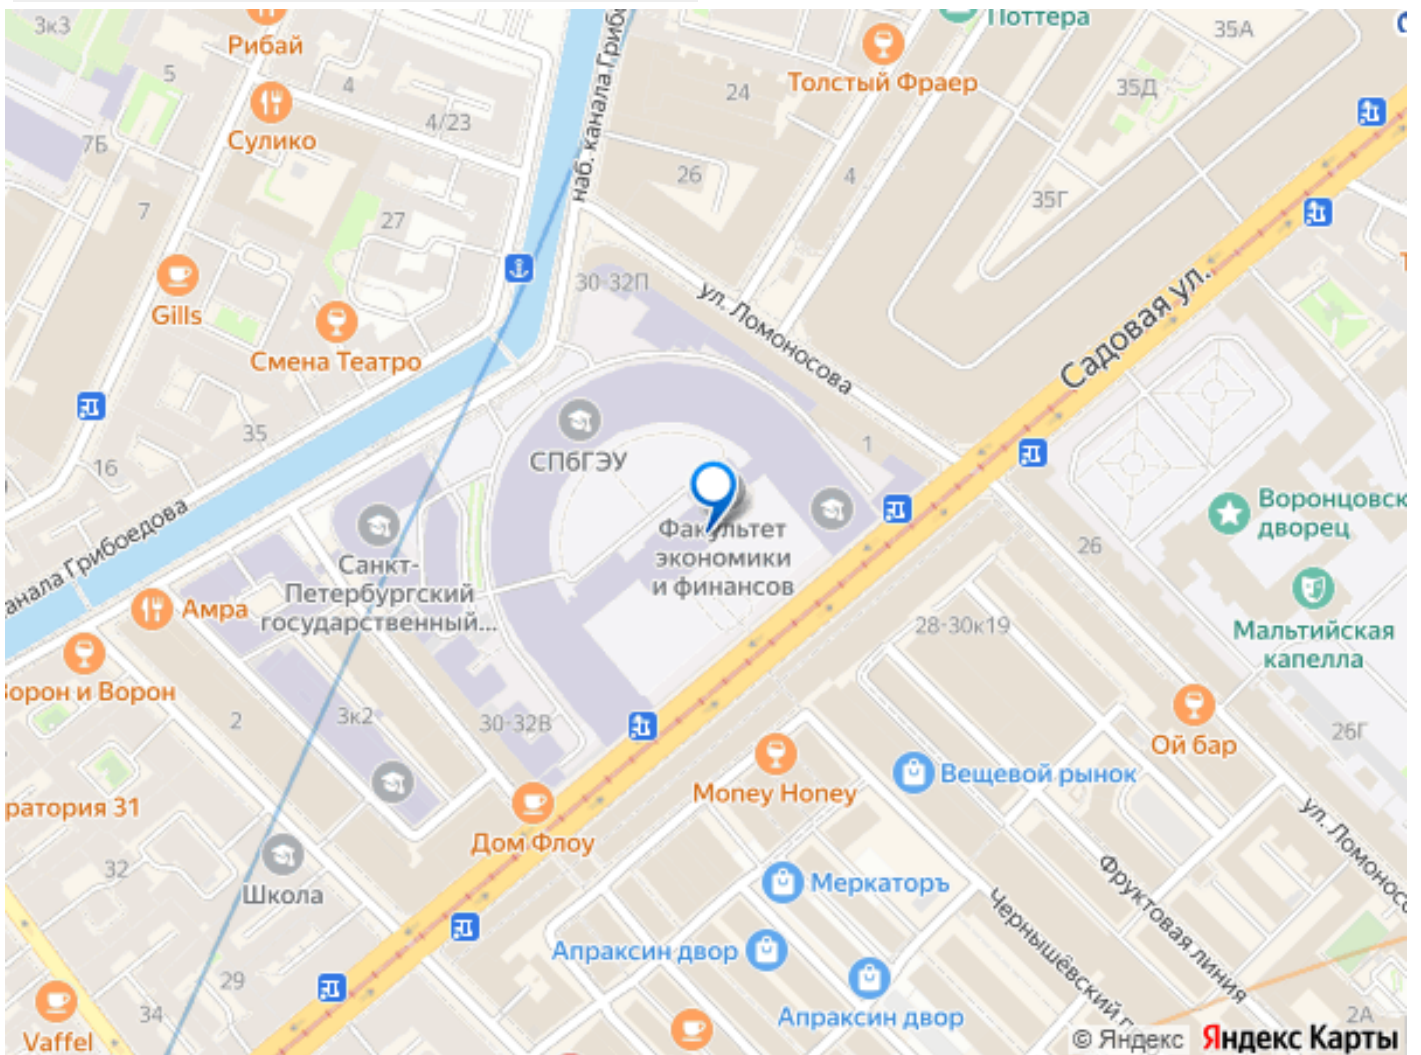 3к3
Рибай
5
4
Сулико
4/23
7Б
7
27
Gills
Смена Театро
35
16
наб. канала Грибо
Поттера
35А
Толстый Фраер
24
35Д
26
4
35Г
30-32П
ул. Ломоносова
Садовая ул.
1
СПбГЭУ
Факультет
экономики
и финансов
Санкт-
Петербургский
государственный...
анала Грибоедова
Амра
орон и Ворон
2
3к2
30-32В
ратория 31
Дом Флоу
32
Школа
29
34
Vaffel
Воронцовск
дворец
26
Мальтийская
капелла
28-30к19
26Г
Ой бар
Money Honey
Вещевой рынок
ул. Ломоносо
Фруктовая линия
Меркаторъ
Чернышёвский п
Апраксин двор
Апраксин двор
2А
© Яндекс Яндекс Карты